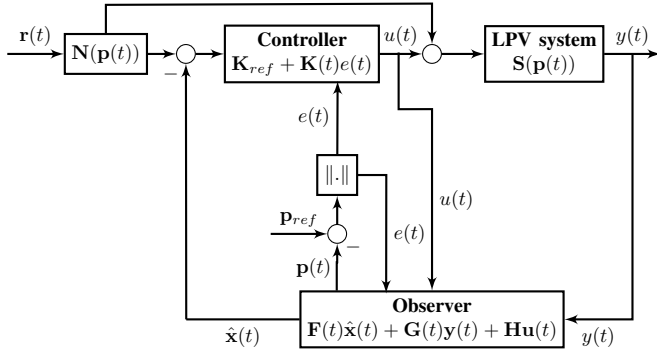 r(t)
N(p(t))
−
Controller
K_ref + K(t)e(t)
u(t)
LPV system
S(p(t))
y(t)
e(t)
‖.‖
p_ref
−
p(t)
e(t)
u(t)
Observer
F(t)x̂(t) + G(t)y(t) + Hu(t)
x̂(t)
y(t)